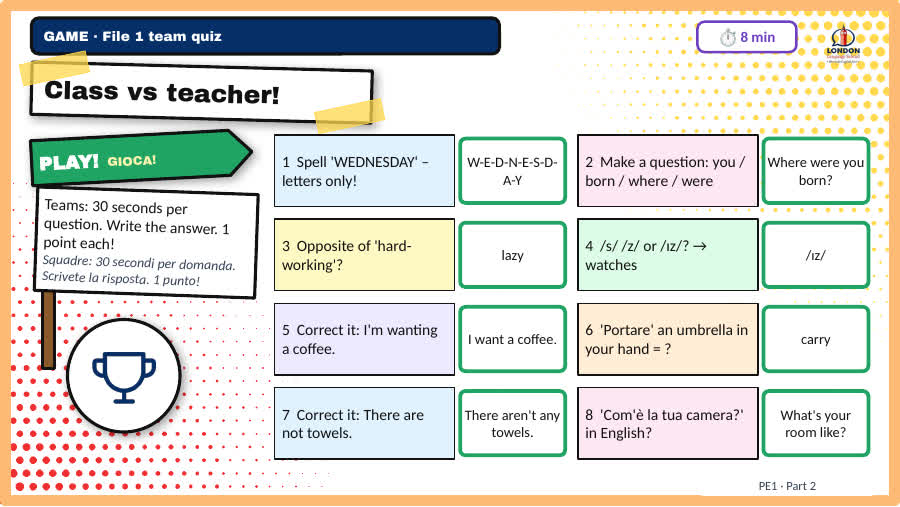 GAME · File 1 team quiz
⏱️ 8 min
LONDON
Class vs teacher!
PLAY! GIOCA!
Teams: 30 seconds per
question. Write the answer. 1
point each!
Squadre: 30 secondi per domanda.
Scrivete la risposta. 1 punto!
1 Spell 'WEDNESDAY' –
letters only!
W-E-D-N-E-S-D-
A-Y
2 Make a question: you /
born / where / were
Where were you
born?
3 Opposite of 'hard-
working'?
lazy
4 /s/ /z/ or /ɪz/? →
watches
/ɪz/
5 Correct it: I'm wanting
a coffee.
I want a coffee.
6 'Portare' an umbrella in
your hand = ?
carry
7 Correct it: There are
not towels.
There aren't any
towels.
8 'Com'è la tua camera?'
in English?
What's your
room like?
PE1 · Part 2